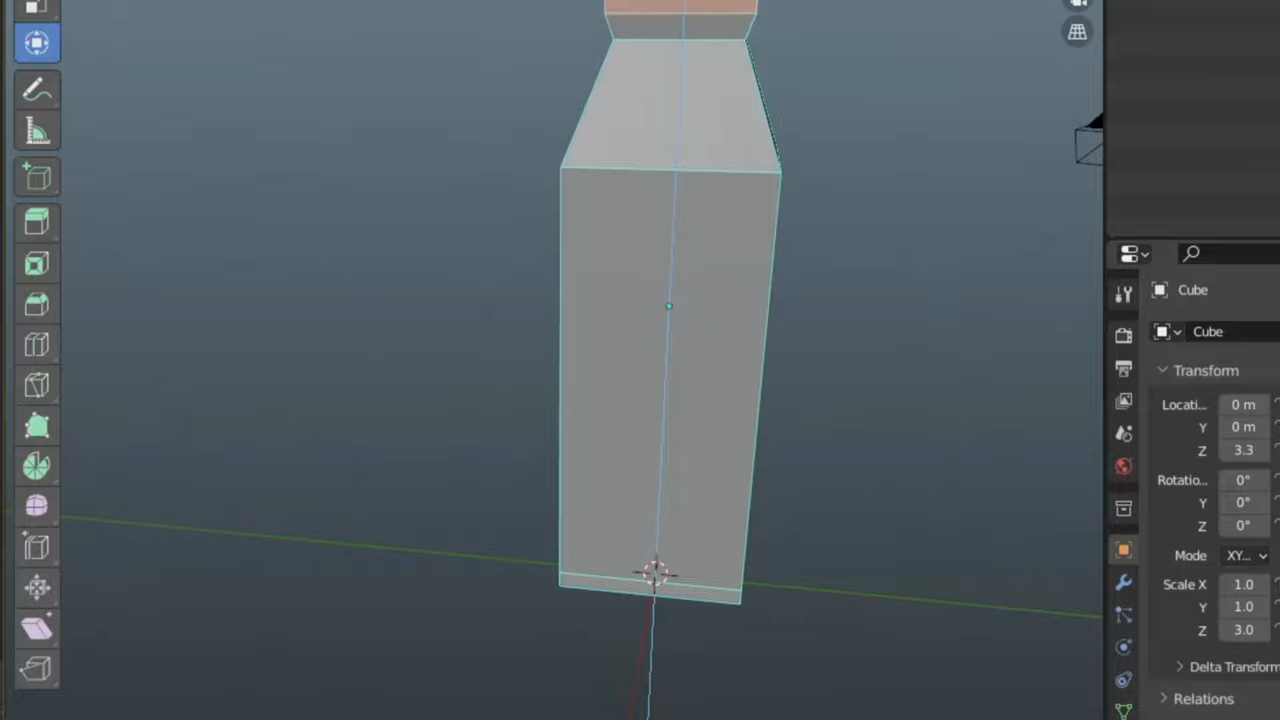 Cube
Cube
Transform
Locati... 0 m
Y 0 m
Z 3.3
Rotatio... 0°
Y 0°
Z 0°
Mode XY...
Scale X 1.0
Y 1.0
Z 3.0
Delta Transform
Relations